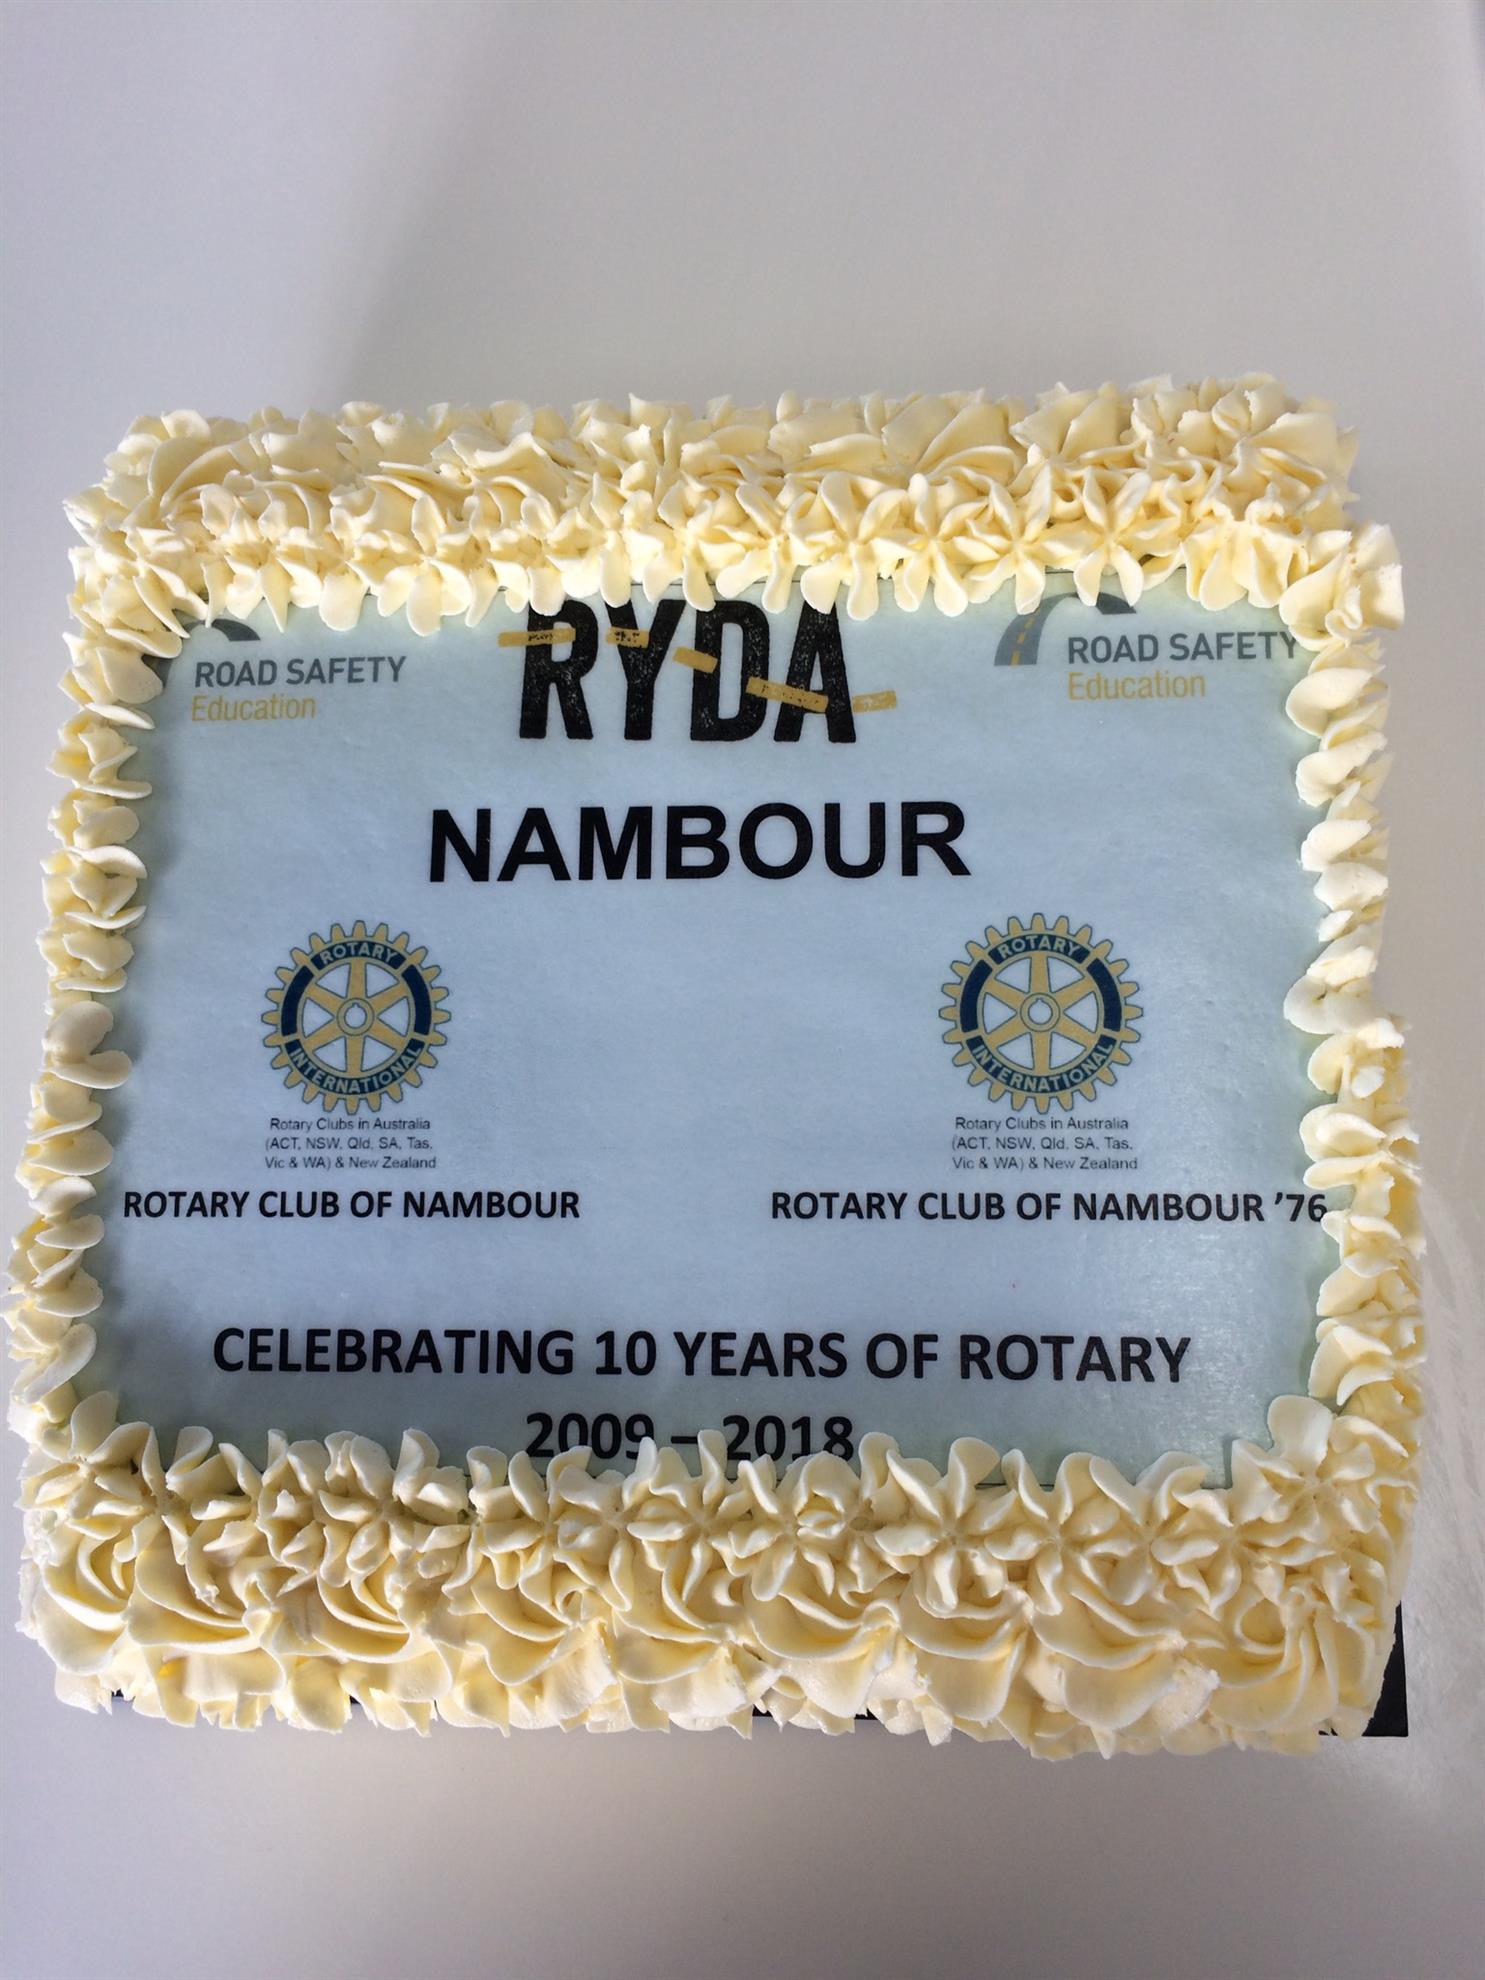 ROAD SAFETY
Education
RYDA
ROAD SAFETY
Education
NAMBOUR
ROTARY
INTERNATIONAL
Rotary Clubs in Australia
(ACT, NSW, Qld, SA, Tas,
Vic & WA) & New Zealand
ROTARY CLUB OF NAMBOUR
ROTARY
INTERNATIONAL
Rotary Clubs in Australia
(ACT, NSW, Qld, SA, Tas,
Vic & WA) & New Zealand
ROTARY CLUB OF NAMBOUR ’76
CELEBRATING 10 YEARS OF ROTARY
2009 – 2018